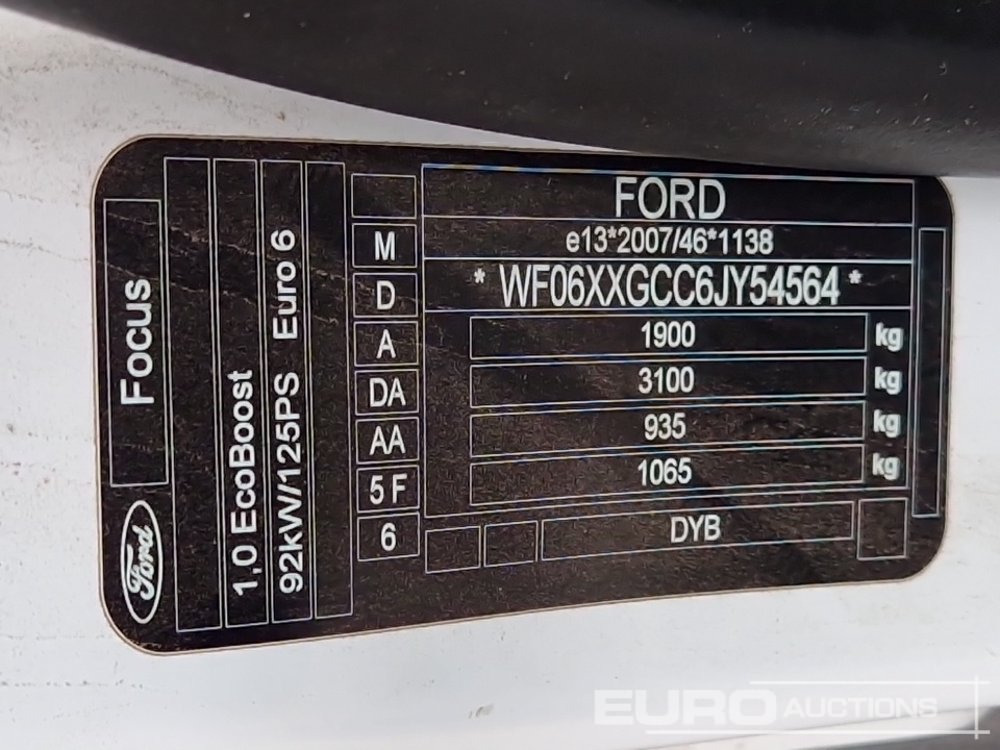 FORD
e13*2007/46*1138
* WF06XXGCC6JY54564 *
1900 kg
3100 kg
935 kg
1065 kg
DYB
M
D
A
DA
AA
5 F
6
Focus
Ford
1,0 EcoBoost
92kW/125PS Euro 6
EURO AUCTIONS